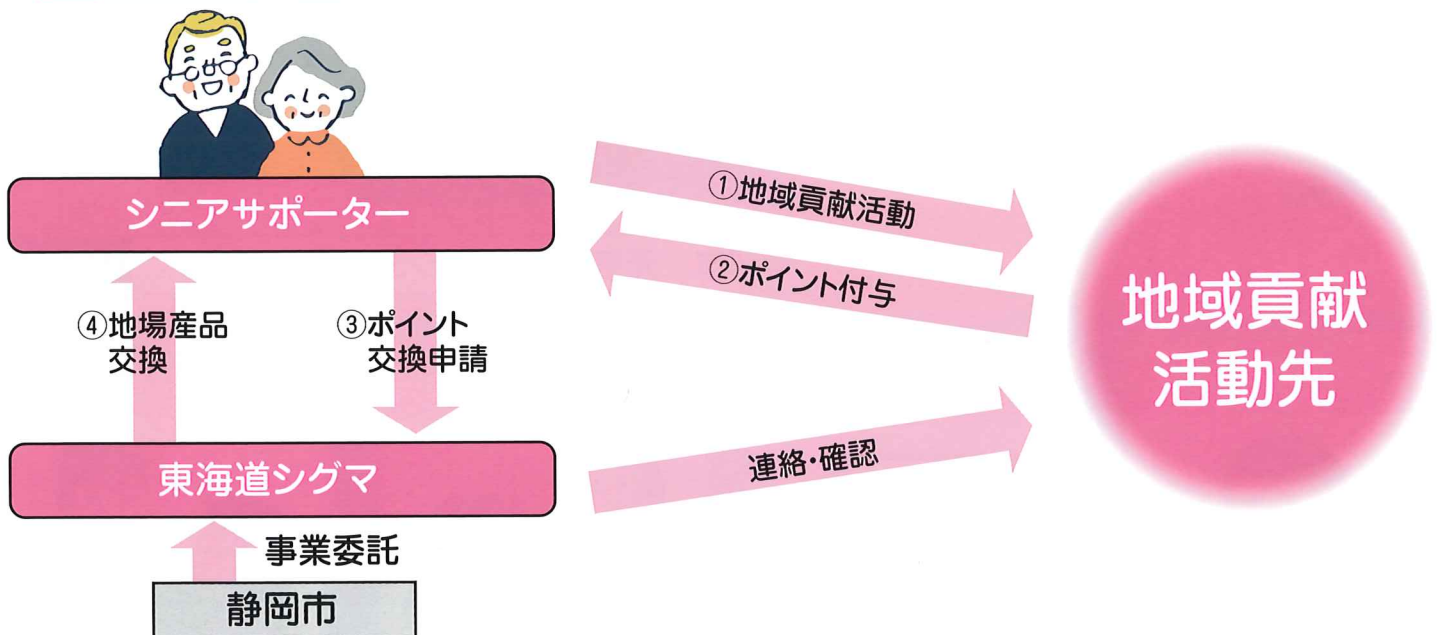 シニアサポーター
①地域貢献活動
②ポイント付与
地域貢献
活動先
④地場産品
交換
③ポイント
交換申請
東海道シグマ
連絡・確認
事業委託
静岡市